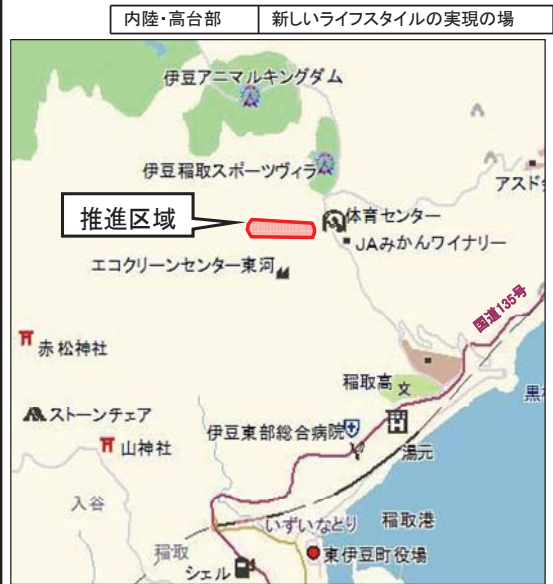 内陸・高台部 新しいライフスタイルの実現の場
伊豆アニマルキングダム
伊豆稲取スポーツヴィラ
アスド
推進区域
体育センター
JAみかんワイナリー
エコクリーンセンター東河
国道135号
赤松神社
稲取高
黒
ストーンチェア
伊豆東部総合病院
山神社
湯元
入谷
いずいなとり
稲取港
稲取
東伊豆町役場
シェル